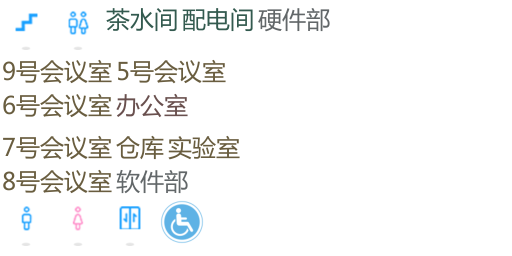 茶水间 配电间 硬件部
9号会议室 5号会议室
6号会议室 办公室
7号会议室 仓库 实验室
8号会议室 软件部